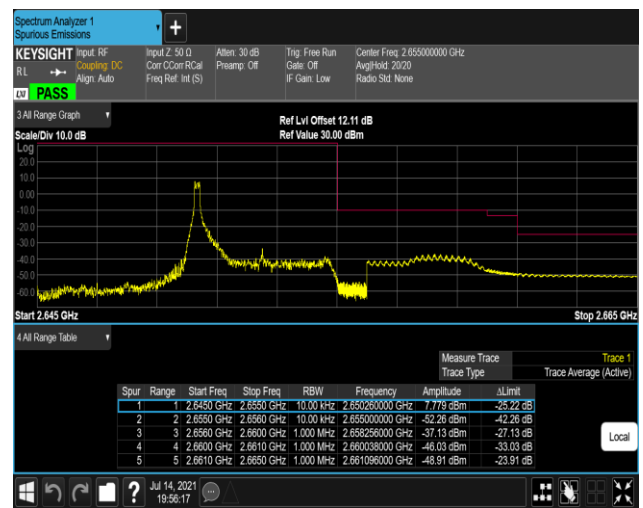 Spectrum Analyzer 1
Spurious Emissions
+
KEYSIGHT Input: RF Input Z: 50 Ω Atten: 30 dB Trig: Free Run Center Freq: 2.655000000 GHz
RL Coupling: DC Corr CCorr RCal Preamp: Off Gate: Off Avg|Hold: 20/20
Align: Auto Freq Ref: Int (S) IF Gain: Low Radio Std: None
LXI PASS
3 All Range Graph
Ref Lvl Offset 12.11 dB
Scale/Div 10.0 dB Ref Value 30.00 dBm
Log
20.0
10.0
0.00
-10.0
-20.0
-30.0
-40.0
-50.0
-60.0
Start 2.645 GHz Stop 2.665 GHz
4 All Range Table
Measure Trace Trace 1
Trace Type Trace Average (Active)
Spur Range Start Freq Stop Freq RBW Frequency Amplitude ΔLimit
1 1 2.6450 GHz 2.6550 GHz 10.00 kHz 2.650260000 GHz 7.779 dBm -25.22 dB
2 2 2.6550 GHz 2.6560 GHz 10.00 kHz 2.655000000 GHz -52.26 dBm -42.26 dB
3 3 2.6560 GHz 2.6600 GHz 1.000 MHz 2.658256000 GHz -37.13 dBm -27.13 dB
4 4 2.6600 GHz 2.6610 GHz 1.000 MHz 2.660038000 GHz -46.03 dBm -33.03 dB
5 5 2.6610 GHz 2.6650 GHz 1.000 MHz 2.661096000 GHz -48.91 dBm -23.91 dB
Local
? Jul 14, 2021
19:56:17